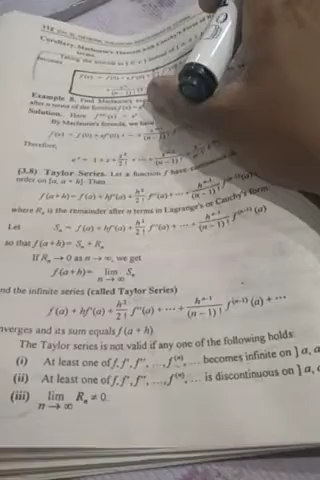 Corollary. Maclaurin's Theorem with Cauchy's Form of
Example 8. Find Maclaurin's
after n terms of the function f(x) =
Solution. Here f⁽ⁿ⁾(x) = eˣ
By Maclaurin's formula, we have
Therefore,
(3,8) Taylor Series. Let a function f have
order on [a, a + h]. Then
f(a+h) = f(a) + hf'(a) + h²/2! f''(a) + ... + hⁿ⁻¹/(n−1)! f⁽ⁿ⁻¹⁾(a)
where Rₙ is the remainder after n terms in Lagrange's or Cauchy's form.
Let Sₙ = f(a) + hf'(a) + h²/2! f''(a) + ... + hⁿ⁻¹/(n−1)! f⁽ⁿ⁻¹⁾(a)
so that f(a+h) = Sₙ + Rₙ
If Rₙ → 0 as n → ∞, we get
f(a+h) = lim n→∞ Sₙ
nd the infinite series (called Taylor Series)
f(a) + hf'(a) + h²/2! f''(a) + ... + hⁿ⁻¹/(n−1)! f⁽ⁿ⁻¹⁾(a) + ...
nverges and its sum equals f(a + h)
The Taylor series is not valid if any one of the following holds:
(i) At least one of f, f', f'', ..., f⁽ⁿ⁾, ... becomes infinite on ] a, a
(ii) At least one of f, f', f'', ..., f⁽ⁿ⁾, ... is discontinuous on ] a,
(iii) lim n→∞ Rₙ ≠ 0.